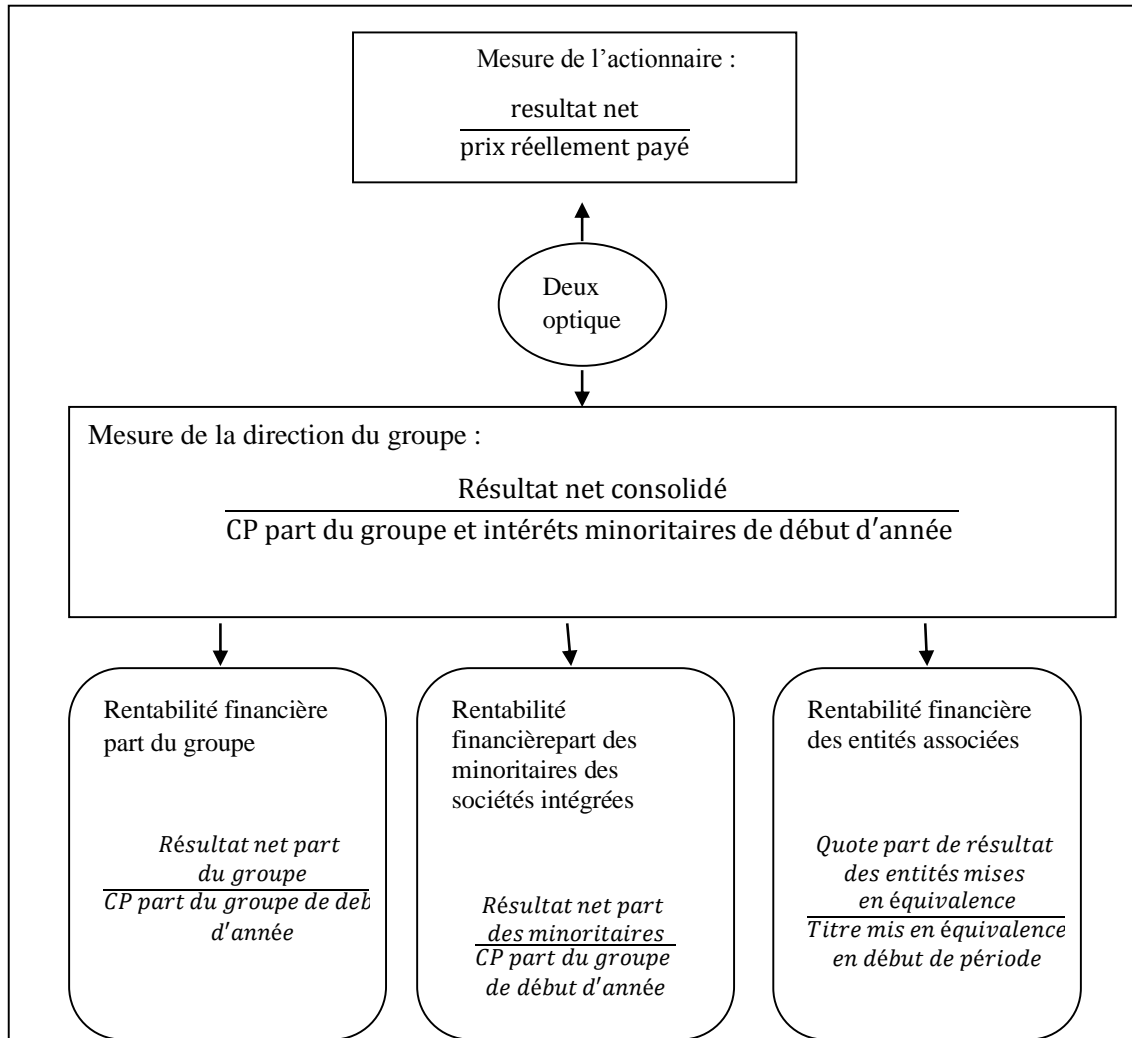 Mesure de l’actionnaire :
resultat net
prix réellement payé
Deux
optique
Mesure de la direction du groupe :
Résultat net consolidé
CP part du groupe et intéréts minoritaires de début d′année
Rentabilité financière
part du groupe
Résultat net part
du groupe
CP part du groupe de deb
d′année
Rentabilité
financièrepart des
minoritaires des
sociétés intégrées
Résultat net part
des minoritaires
CP part du groupe
de début d′année
Rentabilité financière
des entités associées
Quote part de résultat
des entités mises
en équivalence
Titre mis en équivalence
en début de période